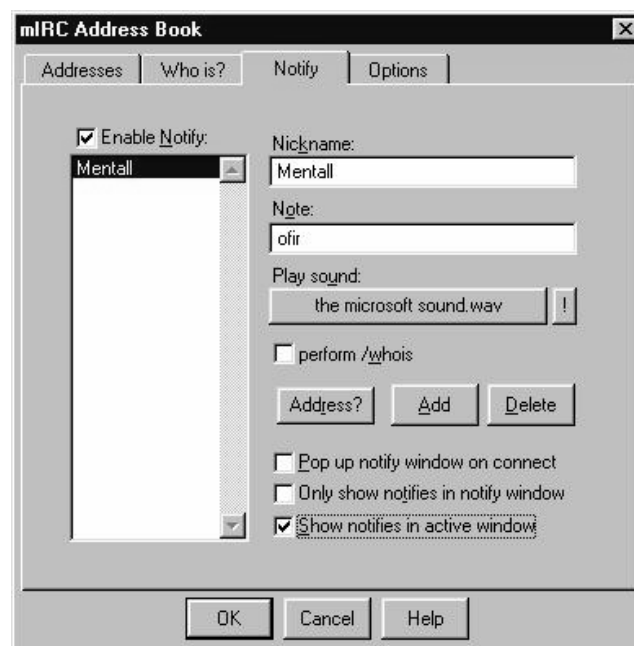 mIRC Address Book
Addresses Who is? Notify Options
Enable Notify:
Mentall
Nickname:
Mentall
Note:
ofir
Play sound:
the microsoft sound.wav !
perform /whois
Address? Add Delete
Pop up notify window on connect
Only show notifies in notify window
Show notifies in active window
OK Cancel Help